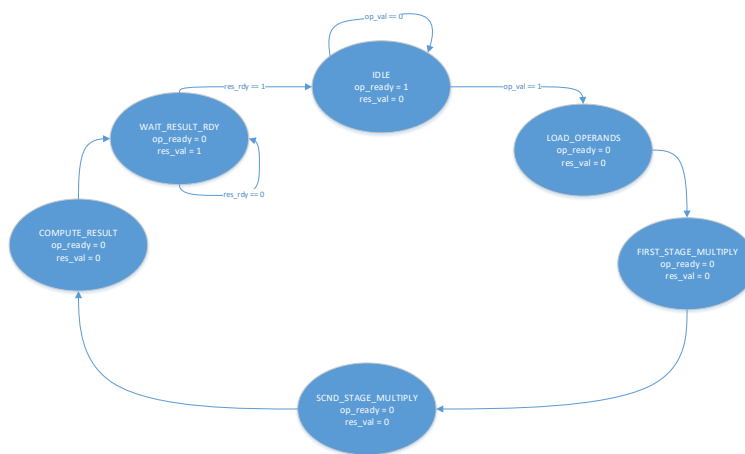 op_val == 0
IDLE
op_ready = 1
res_val = 0
res_rdy == 1
op_val == 1
WAIT_RESULT_RDY
op_ready = 0
res_val = 1
res_rdy == 0
LOAD_OPERANDS
op_ready = 0
res_val = 0
COMPUTE_RESULT
op_ready = 0
res_val = 0
FIRST_STAGE_MULTIPLY
op_ready = 0
res_val = 0
SCND_STAGE_MULTIPLY
op_ready = 0
res_val = 0